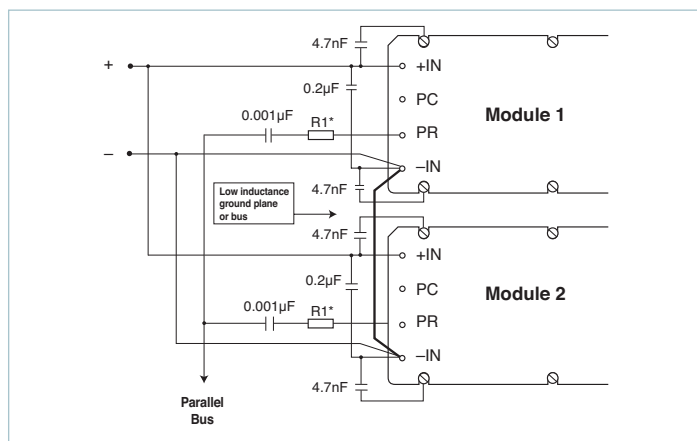 4.7nF
+
+IN
0.2µF
PC
Module 1
0.001µF
R1*
PR
–
–IN
4.7nF
Low inductance
ground plane
or bus
4.7nF
+IN
0.2µF
PC
Module 2
0.001µF
R1*
PR
–IN
4.7nF
Parallel
Bus